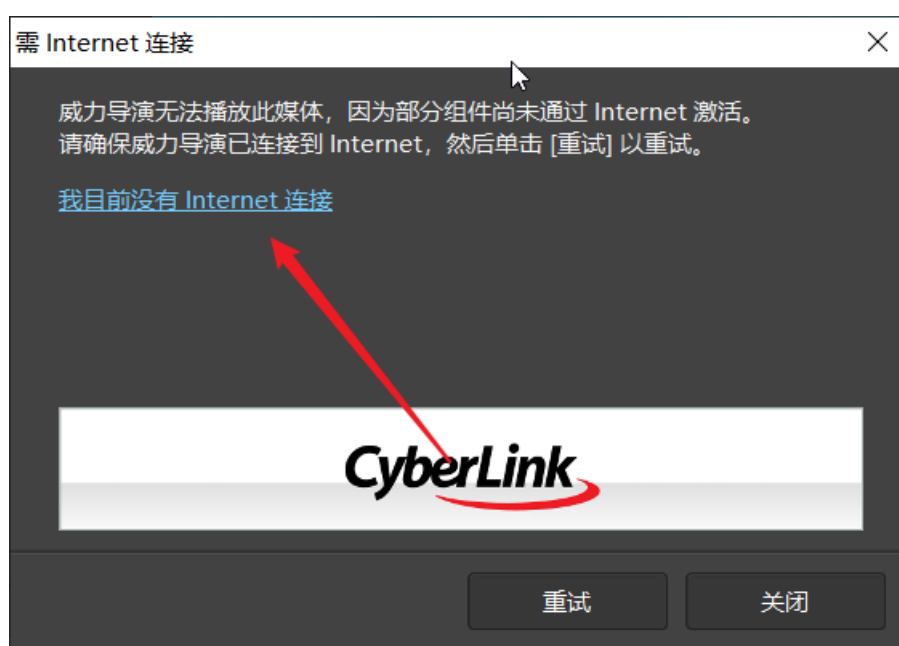 需 Internet 连接
威力导演无法播放此媒体，因为部分组件尚未通过 Internet 激活。
请确保威力导演已连接到 Internet，然后单击 [重试] 以重试。
我目前没有 Internet 连接
CyberLink
重试
关闭